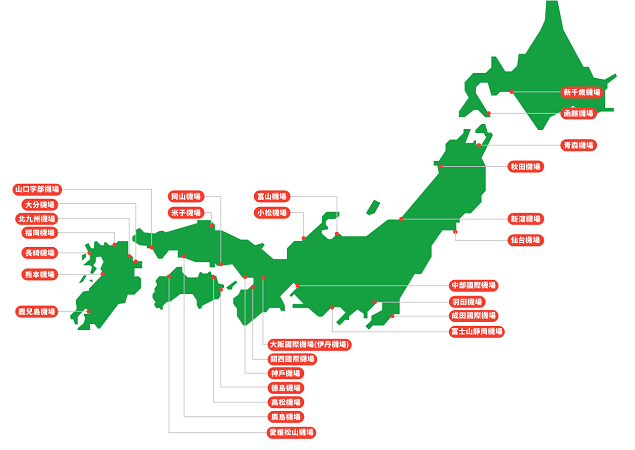 新千歲機場
函館機場
青森機場
秋田機場
山口宇部機場
岡山機場
富山機場
大分機場
米子機場
小松機場
北九州機場
新潟機場
福岡機場
仙台機場
長崎機場
熊本機場
中部國際機場
羽田機場
鹿兒島機場
成田國際機場
富士山靜岡機場
大阪國際機場(伊丹機場)
關西國際機場
神戶機場
德島機場
高松機場
廣島機場
愛媛松山機場